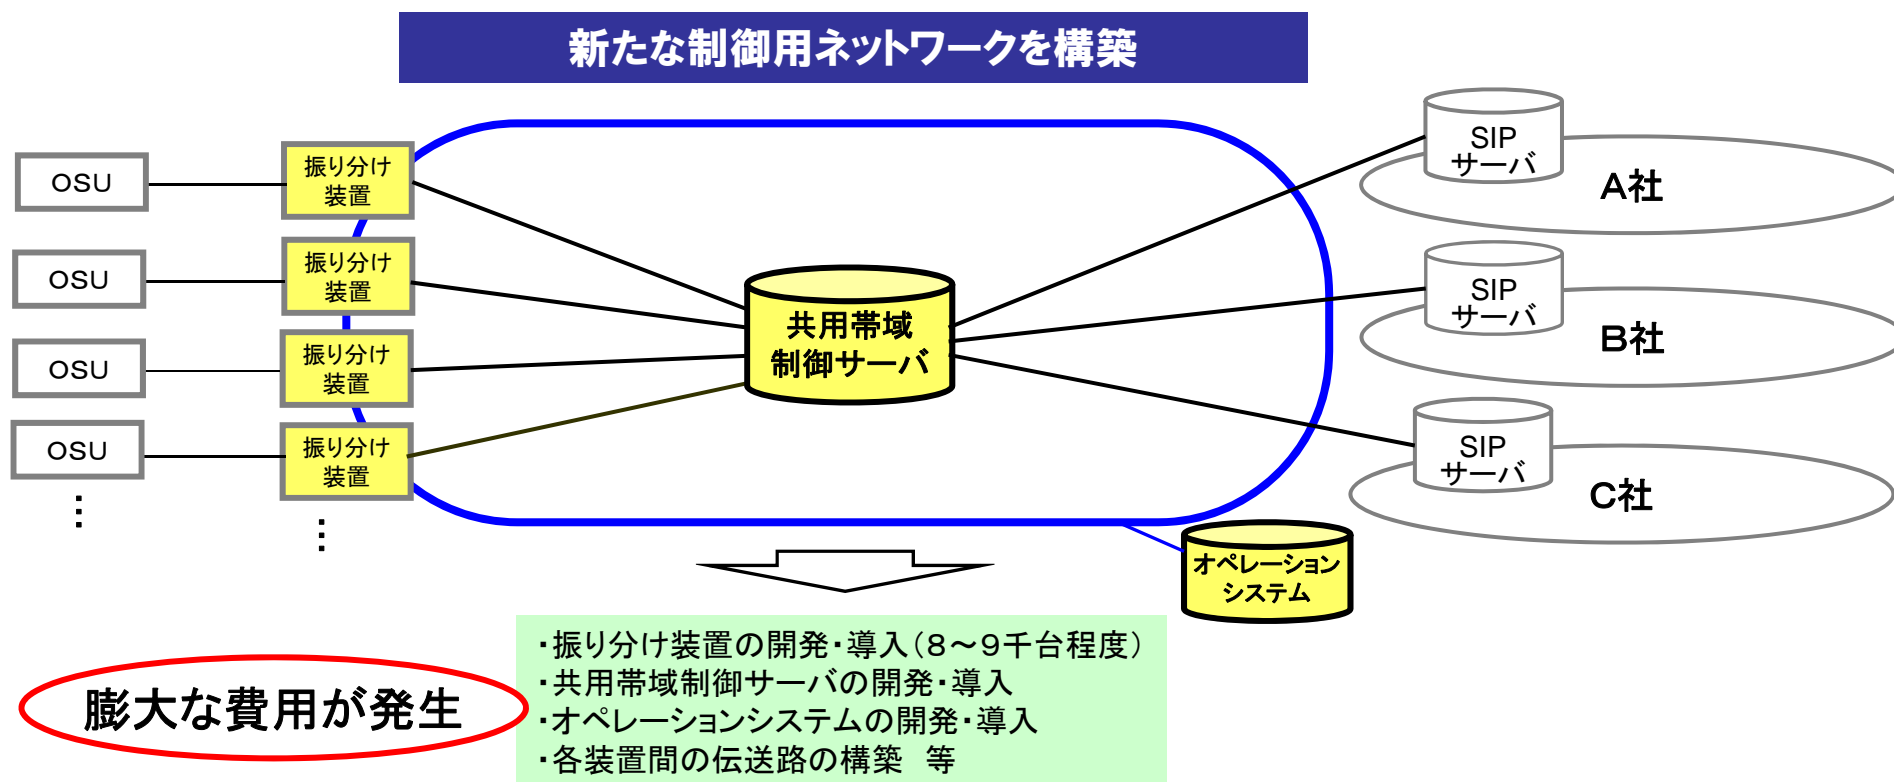 新たな制御用ネットワークを構築
OSU
振り分け
装置
OSU
振り分け
装置
OSU
振り分け
装置
OSU
振り分け
装置
⋮
⋮
共用帯域
制御サーバ
SIP
サーバ
A社
SIP
サーバ
B社
SIP
サーバ
C社
オペレーション
システム
膨大な費用が発生
・振り分け装置の開発・導入(8～9千台程度)
・共用帯域制御サーバの開発・導入
・オペレーションシステムの開発・導入
・各装置間の伝送路の構築　等